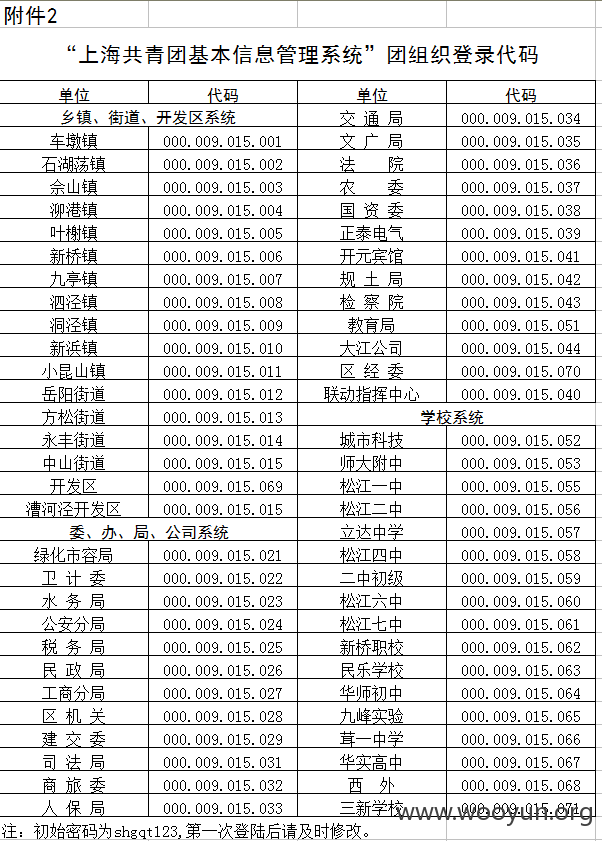 附件2
“上海共青团基本信息管理系统”团组织登录代码
单位 代码 单位 代码
乡镇、街道、开发区系统 交通局 000.009.015.034
车墩镇 000.009.015.001 文广局 000.009.015.035
石湖荡镇 000.009.015.002 法院 000.009.015.036
佘山镇 000.009.015.003 农委 000.009.015.037
泖港镇 000.009.015.004 国资委 000.009.015.038
叶榭镇 000.009.015.005 正泰电气 000.009.015.039
新桥镇 000.009.015.006 开元宾馆 000.009.015.041
九亭镇 000.009.015.007 规土局 000.009.015.042
泗泾镇 000.009.015.008 检察院 000.009.015.043
洞泾镇 000.009.015.009 教育局 000.009.015.051
新浜镇 000.009.015.010 大江公司 000.009.015.044
小昆山镇 000.009.015.011 区经委 000.009.015.070
岳阳街道 000.009.015.012 联动指挥中心 000.009.015.040
方松街道 000.009.015.013 学校系统
永丰街道 000.009.015.014 城市科技 000.009.015.052
中山街道 000.009.015.015 师大附中 000.009.015.053
开发区 000.009.015.069 松江一中 000.009.015.055
漕河泾开发区 000.009.015.015 松江二中 000.009.015.056
委、办、局、公司系统 立达中学 000.009.015.057
绿化市容局 000.009.015.021 松江四中 000.009.015.058
卫计委 000.009.015.022 二中初级 000.009.015.059
水务局 000.009.015.023 松江六中 000.009.015.060
公安分局 000.009.015.024 松江七中 000.009.015.061
税务局 000.009.015.025 新桥职校 000.009.015.062
民政局 000.009.015.026 民乐学校 000.009.015.063
工商分局 000.009.015.027 华师初中 000.009.015.064
区机关 000.009.015.028 九峰实验 000.009.015.065
建交委 000.009.015.029 茸一中学 000.009.015.066
司法局 000.009.015.031 华实高中 000.009.015.067
商旅委 000.009.015.032 西外 000.009.015.068
人保局 000.009.015.033 三新学校 000.009.015.071
www.wooyun.org
注：初始密码为shgqt123,第一次登陆后请及时修改。